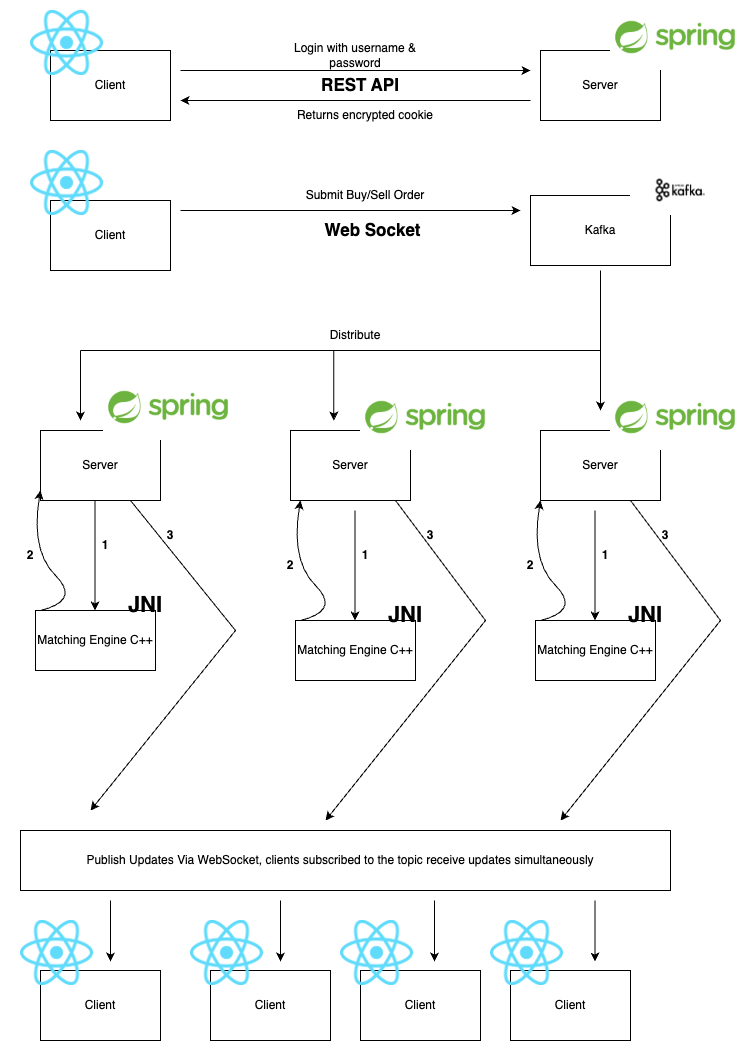 spring
Login with username &
password
Client
REST API
Server
Returns encrypted cookie
kafka
Submit Buy/Sell Order
Web Socket
Client
Kafka
Distribute
spring
spring
spring
Server
Server
Server
2
1
3
2
1
3
2
1
3
JNI
JNI
JNI
Matching Engine C++
Matching Engine C++
Matching Engine C++
Publish Updates Via WebSocket, clients subscribed to the topic receive updates simultaneously
Client
Client
Client
Client